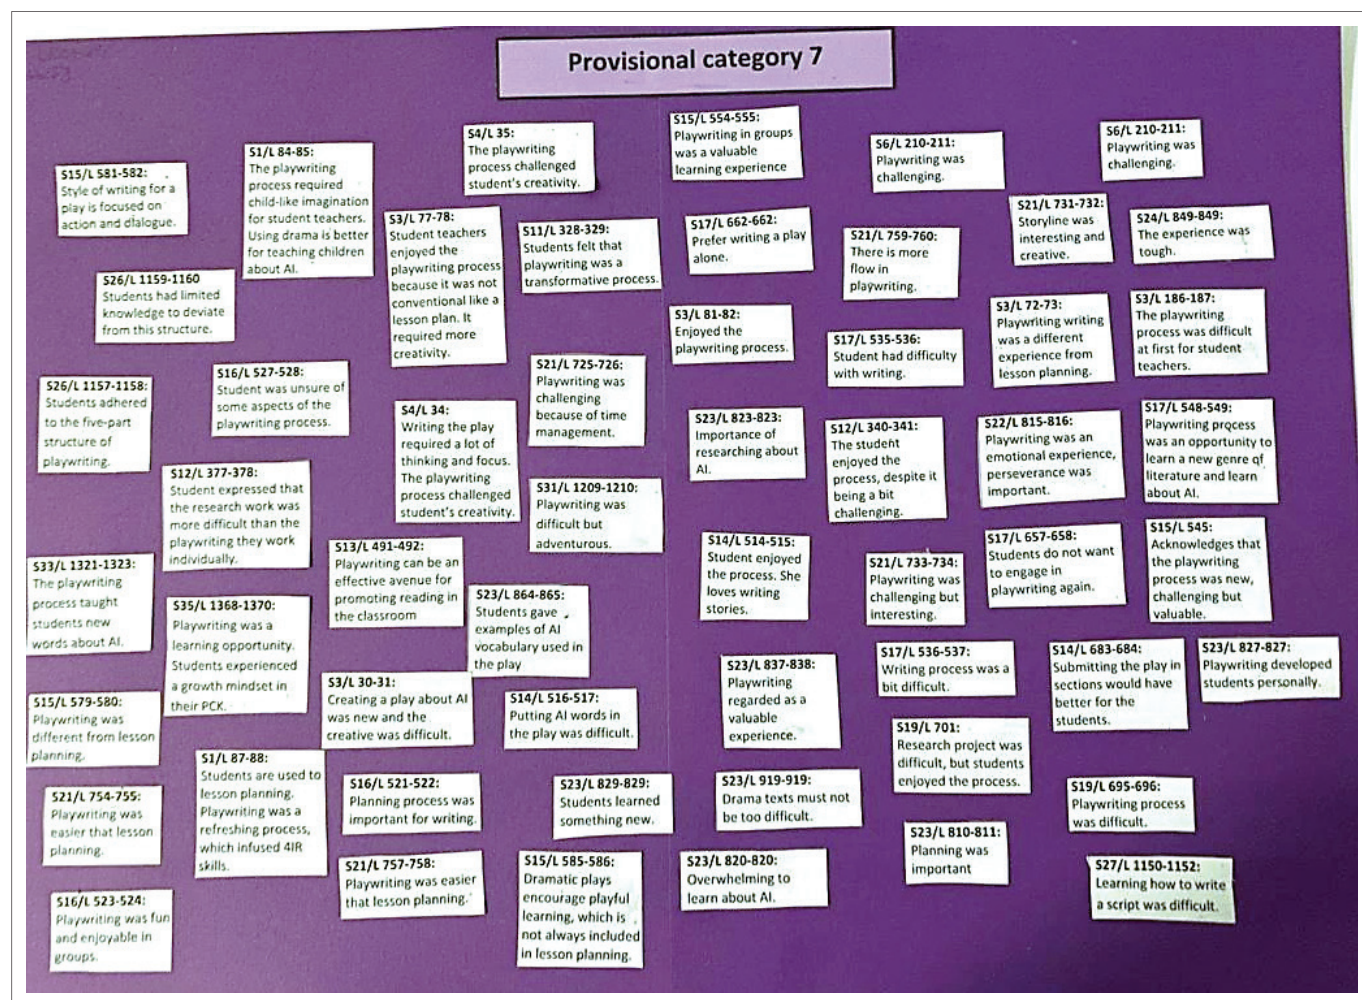 Provisional category 7
S15/L 581-582:
Style of writing for a
play is focused on
action and dialogue.
S1/L 84-85:
The playwriting
process required
child-like imagination
for student teachers.
Using drama is better
for teaching children
about AI.
S4/L 35:
The playwriting
process challenged
student's creativity.
S15/L 554-555:
Playwriting in groups
was a valuable
learning experience
S6/L 210-211:
Playwriting was
challenging.
S6/L 210-211:
Playwriting was
challenging.
S26/L 1159-1160
Students had limited
knowledge to deviate
from this structure.
S3/L 77-78:
Student teachers
enjoyed the
playwriting process
because it was not
conventional like a
lesson plan. It
required more
creativity.
S11/L 328-329:
Students felt that
playwriting was a
transformative process.
S17/L 662-662:
Prefer writing a play
alone.
S21/L 759-760:
There is more
flow in
playwriting.
S21/L 731-732:
Storyline was
interesting and
creative.
S24/L 849-849:
The experience was
tough.
S3/L 81-82:
Enjoyed the
playwriting process.
S17/L 535-536:
Student had difficulty
with writing.
S3/L 72-73:
Playwriting writing
was a different
experience from
lesson planning.
S3/L 186-187:
The playwriting
process was difficult
at first for student
teachers.
S26/L 1157-1158:
Students adhered
to the five-part
structure of
playwriting.
S16/L 527-528:
Student was unsure of
some aspects of the
playwriting process.
S4/L 34:
Writing the play
required a lot of
thinking and focus.
The playwriting
process challenged
student's creativity.
S21/L 725-726:
Playwriting was
challenging
because of time
management.
S23/L 823-823:
Importance of
researching about
AI.
S12/L 340-341:
The student
enjoyed the
process, despite it
being a bit
challenging.
S22/L 815-816:
Playwriting was an
emotional experience,
perseverance was
important.
S17/L 548-549:
Playwriting process
was an opportunity to
learn a new genre of
literature and learn
about AI.
S12/L 377-378:
Student expressed that
the research work was
more difficult than the
playwriting they work
individually.
S31/L 1209-1210:
Playwriting was
difficult but
adventurous.
S33/L 1321-1323:
The playwriting
process taught
students new
words about AI.
S13/L 491-492:
Playwriting can be an
effective avenue for
promoting reading in
the classroom
S14/L 514-515:
Student enjoyed
the process. She
loves writing
stories.
S21/L 733-734:
Playwriting was
challenging but
interesting.
S17/L 657-658:
Students do not want
to engage in
playwriting again.
S15/L 545:
Acknowledges that
the playwriting
process was new,
challenging but
valuable.
S35/L 1368-1370:
Playwriting was a
learning opportunity.
Students experienced
a growth mindset in
their PCK.
S23/L 864-865:
Students gave
examples of AI
vocabulary used in
the play
S15/L 579-580:
Playwriting was
different from lesson
planning.
S3/L 30-31:
Creating a play about AI
was new and the
creative was difficult.
S14/L 516-517:
Putting AI words in
the play was difficult.
S23/L 837-838:
Playwriting
regarded as a
valuable
experience.
S17/L 536-537:
Writing process was a
bit difficult.
S14/L 683-684:
Submitting the play in
sections would have
better for the
students.
S23/L 827-827:
Playwriting developed
students personally.
S19/L 701:
Research project was
difficult, but students
enjoyed the process.
S21/L 754-755:
Playwriting was
easier that lesson
planning.
S1/L 87-88:
Students are used to
lesson planning.
Playwriting was a
refreshing process,
which infused 4IR
skills.
S16/L 521-522:
Planning process was
important for writing.
S23/L 829-829:
Students learned
something new.
S23/L 919-919:
Drama texts must not
be too difficult.
S19/L 695-696:
Playwriting process
was difficult.
S16/L 523-524:
Playwriting was fun
and enjoyable in
groups.
S21/L 757-758:
Playwriting was easier
that lesson planning.
S15/L 585-586:
Dramatic plays
encourage playful
learning, which is
not always included
in lesson planning.
S23/L 820-820:
Overwhelming to
learn about AI.
S23/L 810-811:
Planning was
important
S27/L 1150-1152:
Learning how to write
a script was difficult.